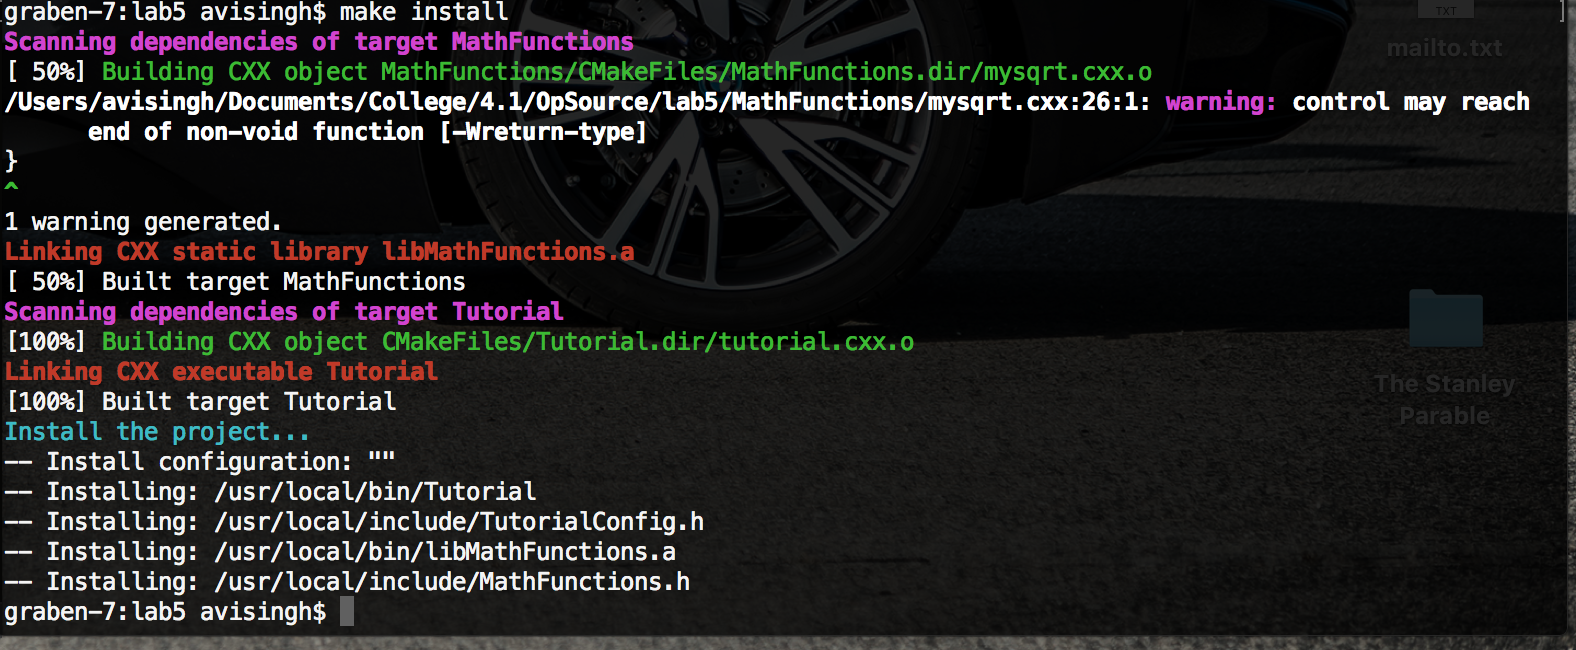 graben-7:lab5 avisingh$ make install
Scanning dependencies of target MathFunctions
[ 50%] Building CXX object MathFunctions/CMakeFiles/MathFunctions.dir/mysqrt.cxx.o
/Users/avisingh/Documents/College/4.1/OpSource/lab5/MathFunctions/mysqrt.cxx:26:1: warning: control may reach
      end of non-void function [-Wreturn-type]
}
^
1 warning generated.
Linking CXX static library libMathFunctions.a
[ 50%] Built target MathFunctions
Scanning dependencies of target Tutorial
[100%] Building CXX object CMakeFiles/Tutorial.dir/tutorial.cxx.o
Linking CXX executable Tutorial
[100%] Built target Tutorial
Install the project...
-- Install configuration: ""
-- Installing: /usr/local/bin/Tutorial
-- Installing: /usr/local/include/TutorialConfig.h
-- Installing: /usr/local/bin/libMathFunctions.a
-- Installing: /usr/local/include/MathFunctions.h
graben-7:lab5 avisingh$
]
TXT
mailto.txt
The Stanley
Parable